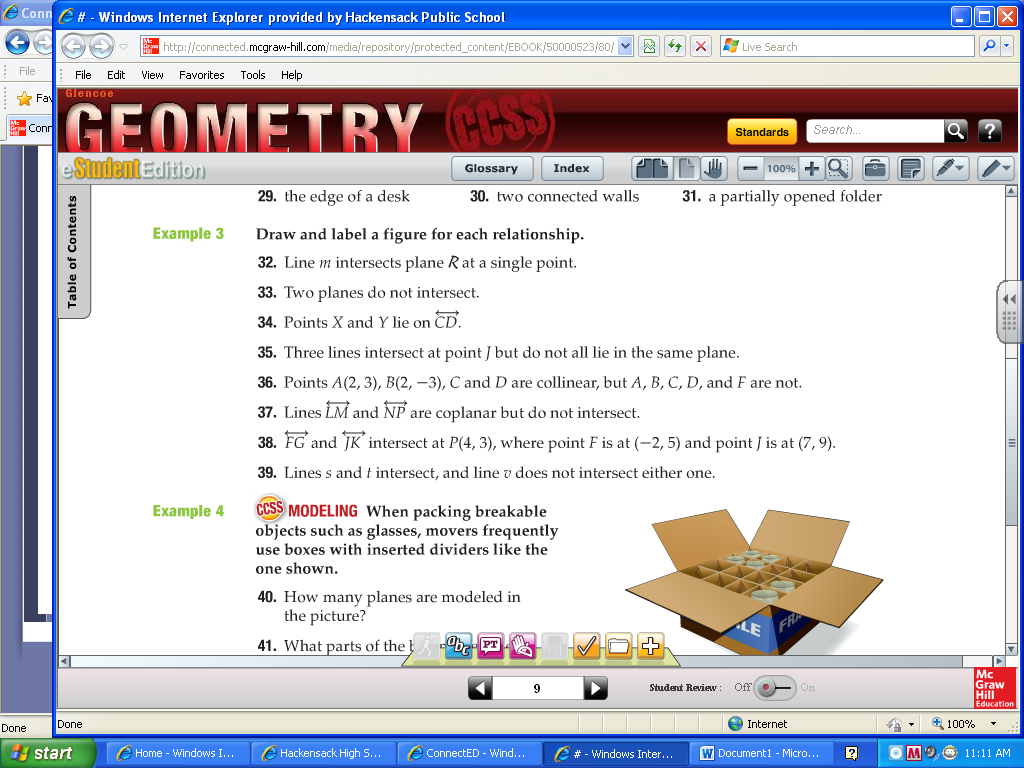 Conn
# - Windows Internet Explorer provided by Hackensack Public School
http://connected.mcgraw-hill.com/media/repository/protected_content/EBOOK/50000523/80/
Live Search
File
File Edit View Favorites Tools Help
Fav
Conn
Glencoe
GEOMETRY
CCSS
Standards
Search...
?
eStudentEdition
Glossary
Index
100%
Table of Contents
29. the edge of a desk 30. two connected walls 31. a partially opened folder
Example 3 Draw and label a figure for each relationship.
32. Line m intersects plane R at a single point.
33. Two planes do not intersect.
34. Points X and Y lie on CD.
35. Three lines intersect at point J but do not all lie in the same plane.
36. Points A(2, 3), B(2, −3), C and D are collinear, but A, B, C, D, and F are not.
37. Lines LM and NP are coplanar but do not intersect.
38. FG and JK intersect at P(4, 3), where point F is at (−2, 5) and point J is at (7, 9).
39. Lines s and t intersect, and line v does not intersect either one.
Example 4 CCSS MODELING When packing breakable
objects such as glasses, movers frequently
use boxes with inserted dividers like the
one shown.
40. How many planes are modeled in
the picture?
41. What parts of the b
abc PT
9
Student Review : Off On
Mc
Graw
Hill
Education
Done
Done
Internet
100%
start
Home - Windows I...
Hackensack High S...
ConnectED - Wind...
# - Windows Inter...
Document1 - Micro...
11:11 AM